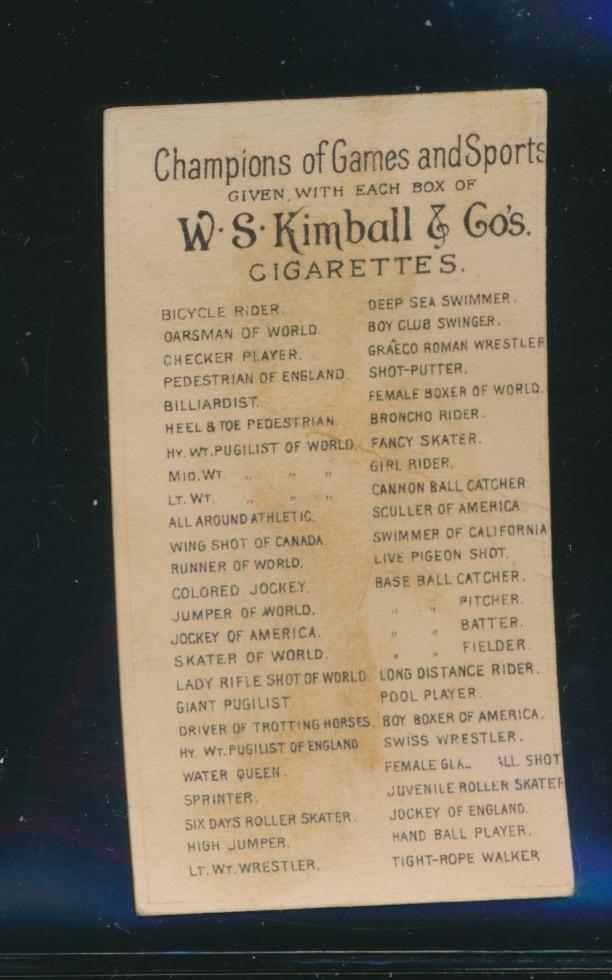 Champions of Games and Sports
GIVEN WITH EACH BOX OF
W. S. Kimball & Co's.
CIGARETTES.
BICYCLE RIDER.
OARSMAN OF WORLD.
CHECKER PLAYER.
PEDESTRIAN OF ENGLAND.
BILLIARDIST.
HEEL & TOE PEDESTRIAN.
HY. WT. PUGILIST OF WORLD.
MID. WT. " " "
LT. WT. " " "
ALL AROUND ATHLETIC.
WING SHOT OF CANADA
RUNNER OF WORLD.
COLORED JOCKEY.
JUMPER OF WORLD.
JOCKEY OF AMERICA.
SKATER OF WORLD.
LADY RIFLE SHOT OF WORLD.
GIANT PUGILIST
DRIVER OF TROTTING HORSES.
HY. WT. PUGILIST OF ENGLAND
WATER QUEEN.
SPRINTER.
SIX DAYS ROLLER SKATER.
HIGH JUMPER.
LT. WT. WRESTLER.
DEEP SEA SWIMMER.
BOY CLUB SWINGER.
GRAECO ROMAN WRESTLER
SHOT-PUTTER.
FEMALE BOXER OF WORLD.
BRONCHO RIDER.
FANCY SKATER.
GIRL RIDER.
CANNON BALL CATCHER.
SCULLER OF AMERICA
SWIMMER OF CALIFORNIA
LIVE PIGEON SHOT.
BASE BALL CATCHER.
" " PITCHER.
" " BATTER.
" " FIELDER.
LONG DISTANCE RIDER.
POOL PLAYER.
BOY BOXER OF AMERICA.
SWISS WRESTLER.
FEMALE SHOT
JUVENILE ROLLER SKATER
JOCKEY OF ENGLAND.
HAND BALL PLAYER.
TIGHT-ROPE WALKER